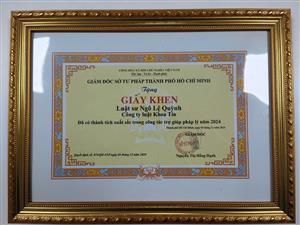 CỘNG HÒA XÃ HỘI CHỦ NGHĨA VIỆT NAM
Độc lập - Tự do - Hạnh phúc
GIÁM ĐỐC SỞ TƯ PHÁP THÀNH PHỐ HỒ CHÍ MINH
Tặng
GIẤY KHEN
Luật sư Ngô Lệ Quỳnh
Công ty luật Khoa Tín
Đã có thành tích xuất sắc trong công tác trợ giúp pháp lý năm 2024
GIÁM ĐỐC
Nguyễn Thị Hồng Hạnh